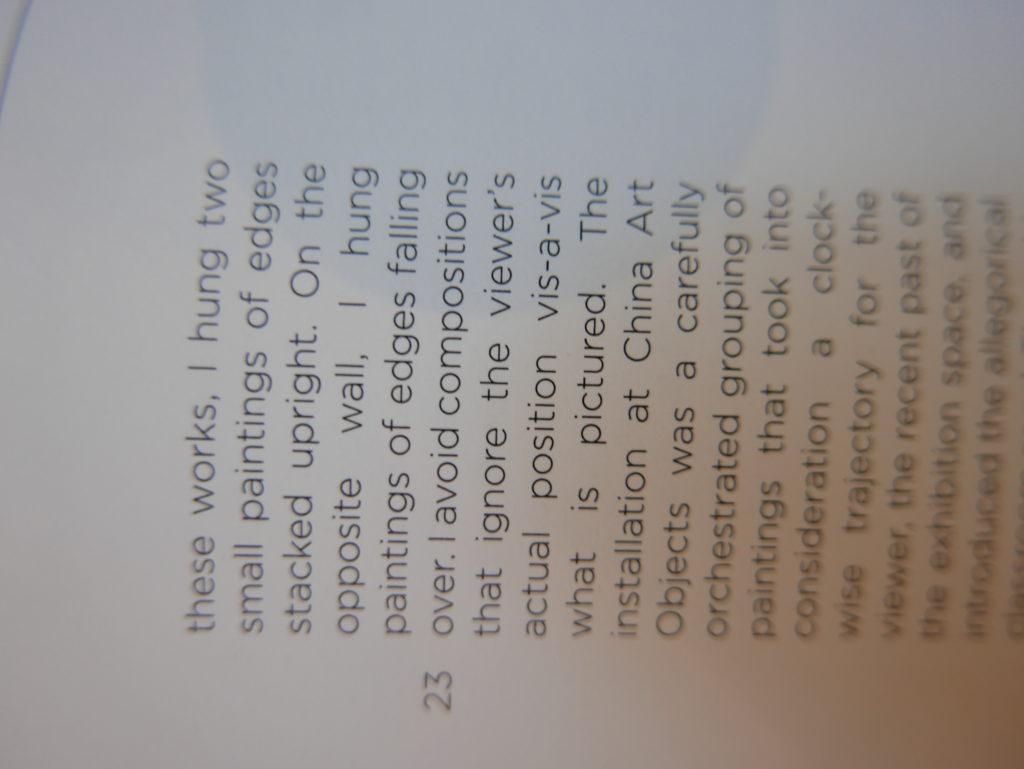 these works, I hung two
small paintings of edges
stacked upright. On the
opposite wall, I hung
paintings of edges falling
23 over. I avoid compositions
that ignore the viewer's
actual position vis-a-vis
what is pictured. The
installation at China Art
Objects was a carefully
orchestrated grouping of
paintings that took into
consideration a clock-
wise trajectory for the
viewer, the recent past of
the exhibition space, and
introduced the allegorical